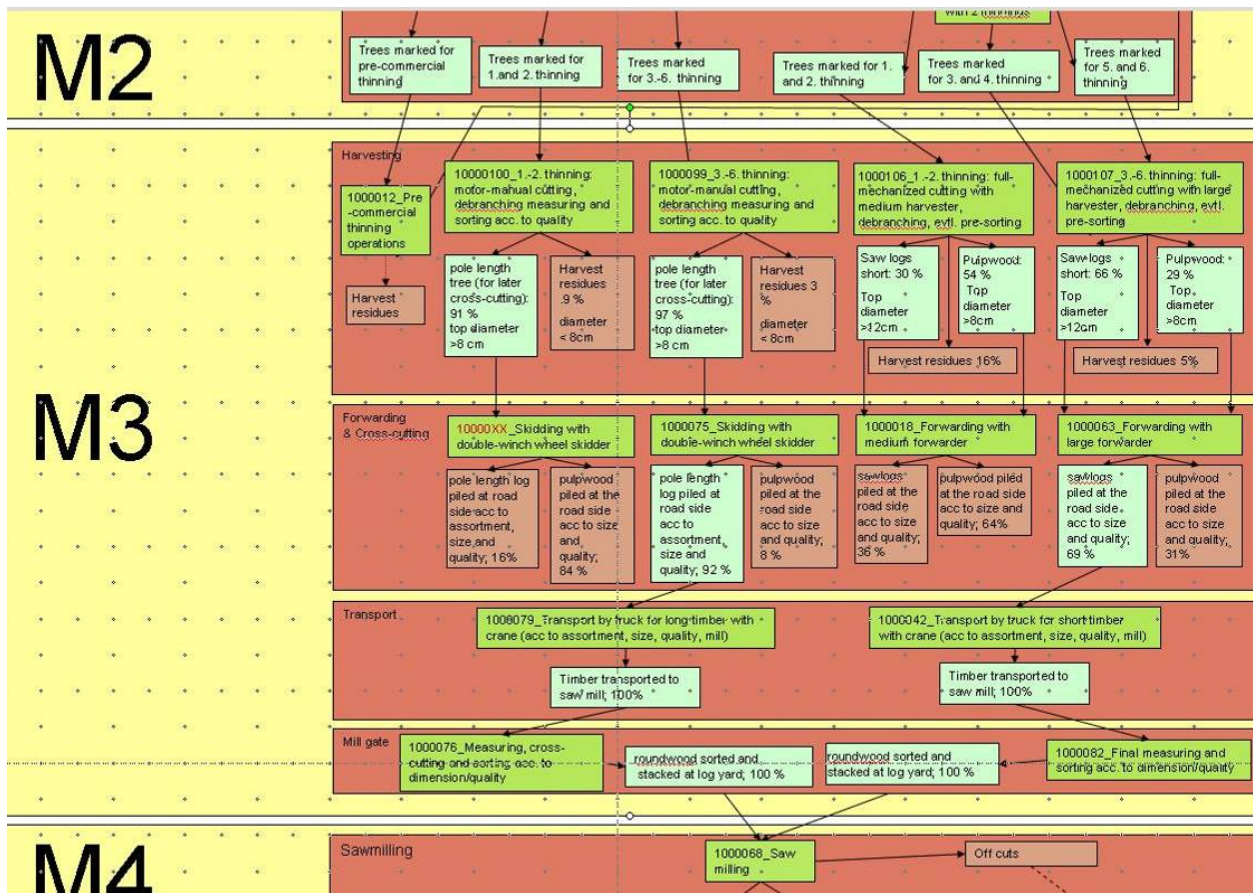 M2
with 2 thinnings
Trees marked for
pre-commercial
thinning
Trees marked for
1.and 2. thinning
Trees marked
for 3.-6. thinning
Trees marked for 1.
and 2. thinning
Trees marked
for 3. and 4. thinning
Trees marked
for 5. and 6.
thinning
M3
Harvesting
1000012_Pre
-commercial
thinning
operations
Harvest
residues
10000100_1.-2. thinning:
motor-manual cutting,
debranching measuring and
sorting acc. to quality
pole length
tree (for later
cross-cutting):
91 %
top diameter
>8 cm
Harvest
residues
9 %
diameter
< 8cm
1000099_3.-6. thinning:
motor-manual cutting,
debranching measuring and
sorting acc. to quality
pole length
tree (for later
cross-cutting):
97 %
top diameter
>8 cm
Harvest
residues 3
%
diameter
< 8cm
1000106_1.-2. thinning: full-
mechanized cutting with
medium harvester,
debranching, evtl. pre-sorting
Saw logs
short: 30 %
Top
diameter
>12cm
Pulpwood:
54 %
Top
diameter
>8cm
Harvest residues 16%
1000107_3.-6. thinning: full-
mechanized cutting with large
harvester, debranching, evtl.
pre-sorting
Saw logs
short: 66 %
Top
diameter
>12cm
Pulpwood:
29 %
Top
diameter
>8cm
Harvest residues 5%
Forwarding
& Cross-cutting
10000XX_Skidding with
double-winch wheel skidder
pole length log
piled at road
side acc to
assortment,
size and
quality; 16%
pulpwood
piled at the
road side
acc to size
and
quality;
84 %
1000075_Skidding with
double-winch wheel skidder
pole length
log piled at
road side
acc to
assortment,
size and
quality; 92 %
pulpwood
piled at the
road side
acc to size
and quality;
8 %
1000018_Forwarding with
medium forwarder
sawlogs
piled at the
road side
acc to size
and quality;
36 %
pulpwood piled
at the road side
acc to size and
quality; 64%
1000063_Forwarding with
large forwarder
sawlogs
piled at the
road side
acc to size
and quality;
69 %
pulpwood
piled at the
road side
acc to size
and quality;
31%
Transport
1000079_Transport by truck for long timber with
crane (acc to assortment, size, quality, mill)
Timber transported to
saw mill; 100%
1000042_Transport by truck for short timber
with crane (acc to assortment, size, quality, mill)
Timber transported to
saw mill; 100%
Mill gate
1000076_Measuring, cross-
cutting and sorting acc. to
dimension/quality
roundwood sorted and
stacked at log yard; 100 %
roundwood sorted and
stacked at log yard; 100 %
1000082_Final measuring and
sorting acc. to dimension/quality
M4
Sawmilling
1000068_Saw
milling
Off cuts